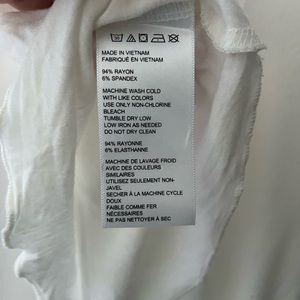 MADE IN VIETNAM
FABRIQUÉ EN VIETNAM
94% RAYON
6% SPANDEX
MACHINE WASH COLD
WITH LIKE COLORS
USE ONLY NON-CHLORINE
BLEACH
TUMBLE DRY LOW
LOW IRON AS NEEDED
DO NOT DRY CLEAN
94% RAYONNE
6% ELASTHANNE
MACHINE DE LAVAGE FROID
AVEC DES COULEURS
SIMILAIRES
UTILISEZ SEULEMENT NON-
JAVEL
SECHER A LA MACHINE CYCLE
DOUX
FAIBLE COMME FER
NÉCESSAIRES
NE PAS NETTOYER À SEC